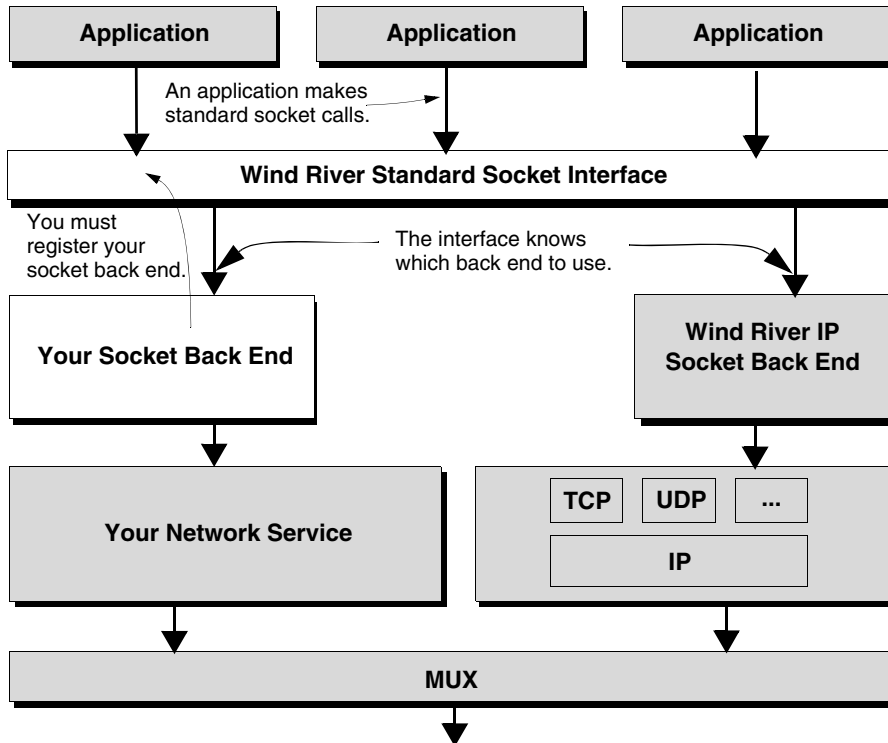 Application
Application
Application
An application makes
standard socket calls.
Wind River Standard Socket Interface
You must
register your
socket back end.
The interface knows
which back end to use.
Your Socket Back End
Wind River IP
Socket Back End
Your Network Service
TCP
UDP
...
IP
MUX